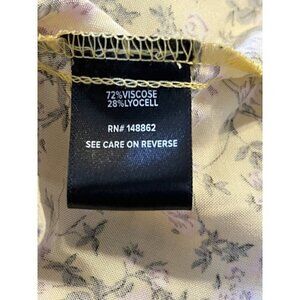 72%VISCOSE
28%LYOCELL
RN# 148862
SEE CARE ON REVERSE